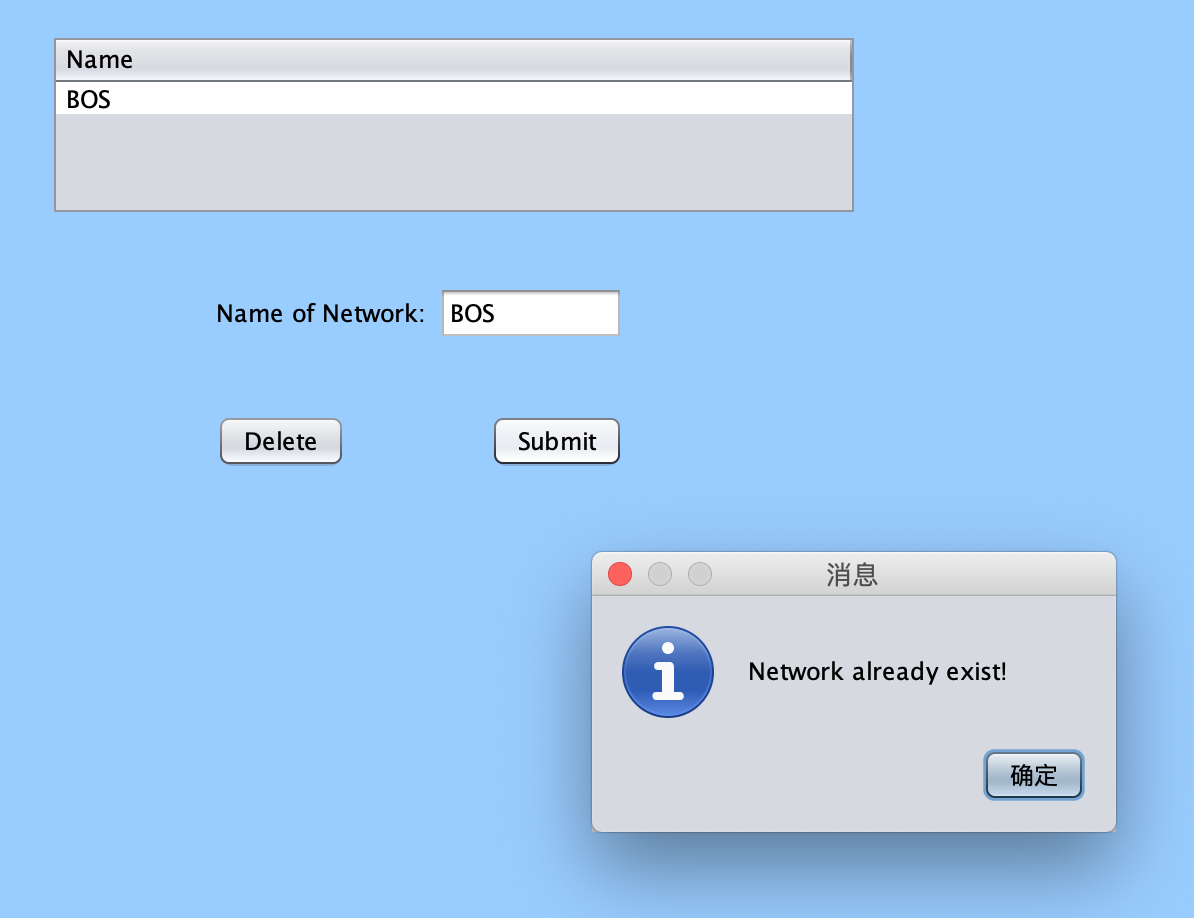 Name
BOS
Name of Network: BOS
Delete Submit
消息
Network already exist!
确定